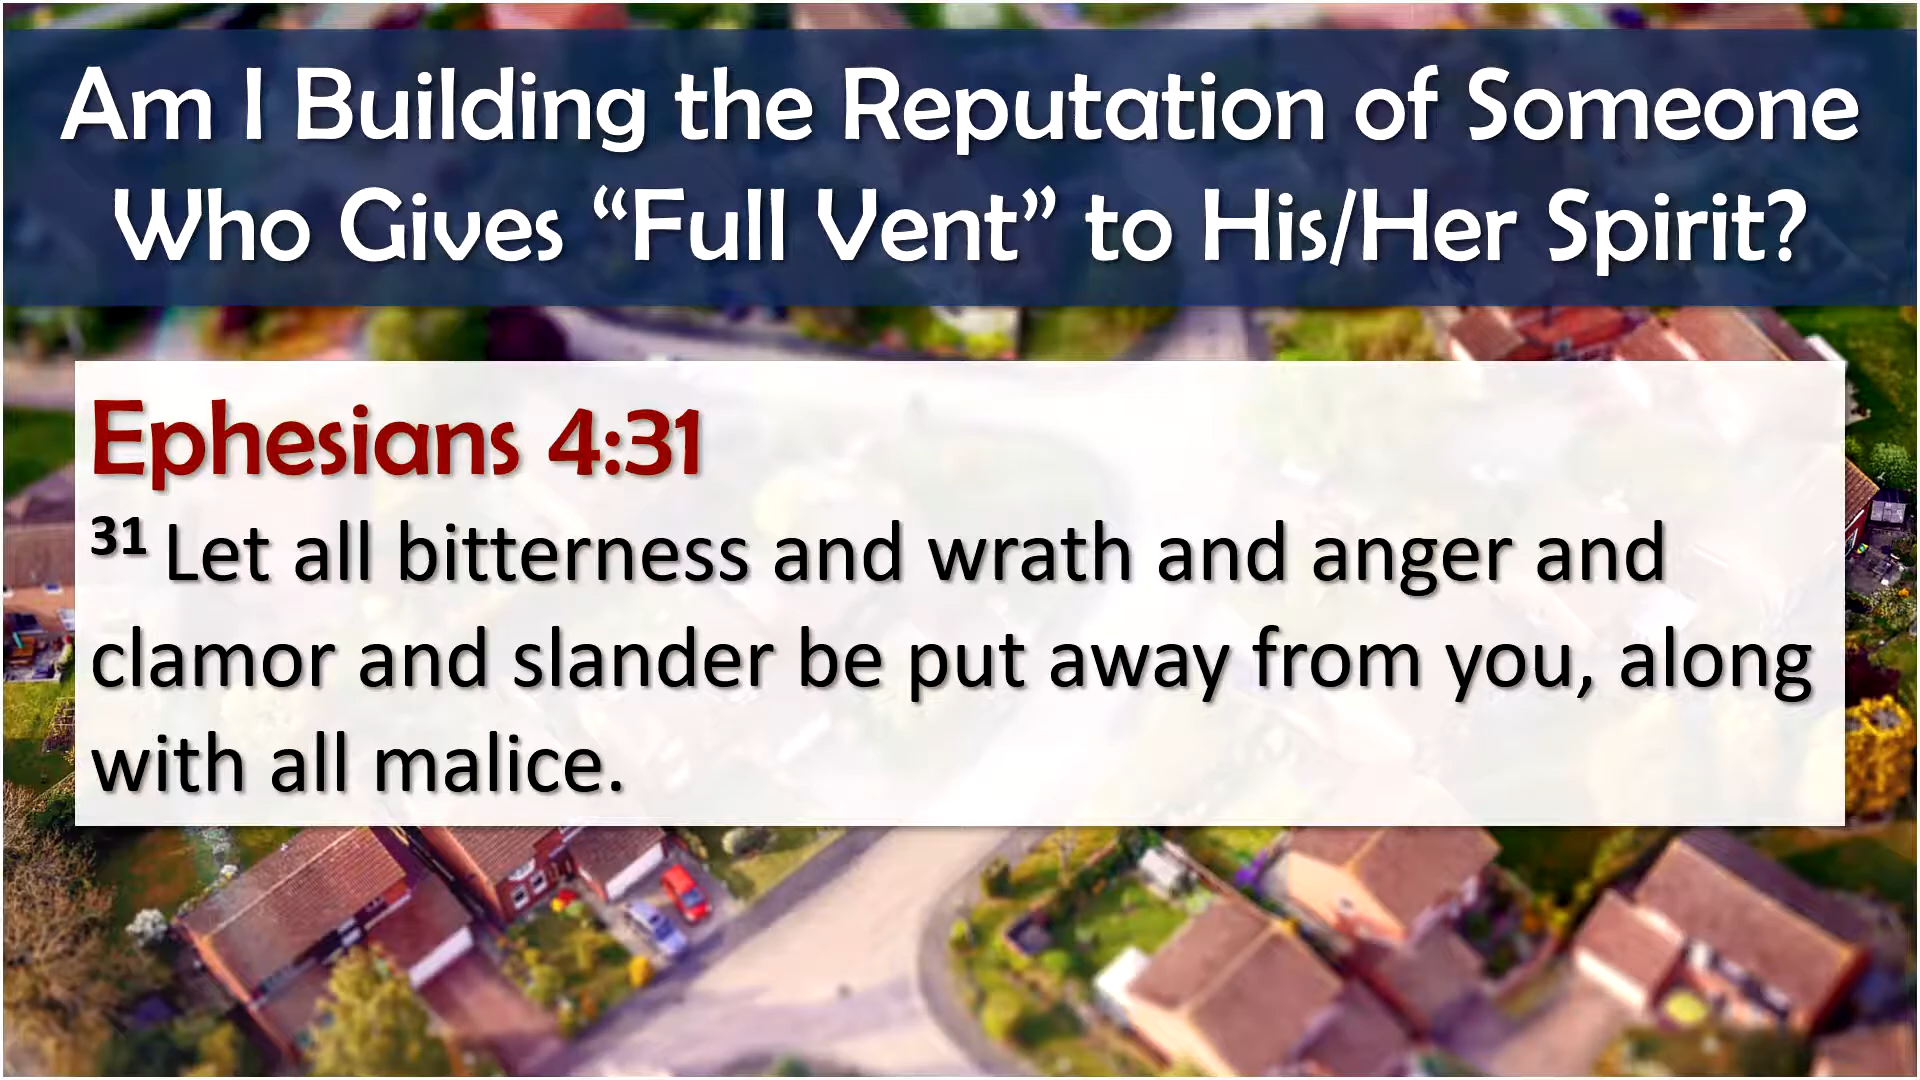 Am I Building the Reputation of Someone
Who Gives “Full Vent” to His/Her Spirit?
Ephesians 4:31
31 Let all bitterness and wrath and anger and
clamor and slander be put away from you, along
with all malice.